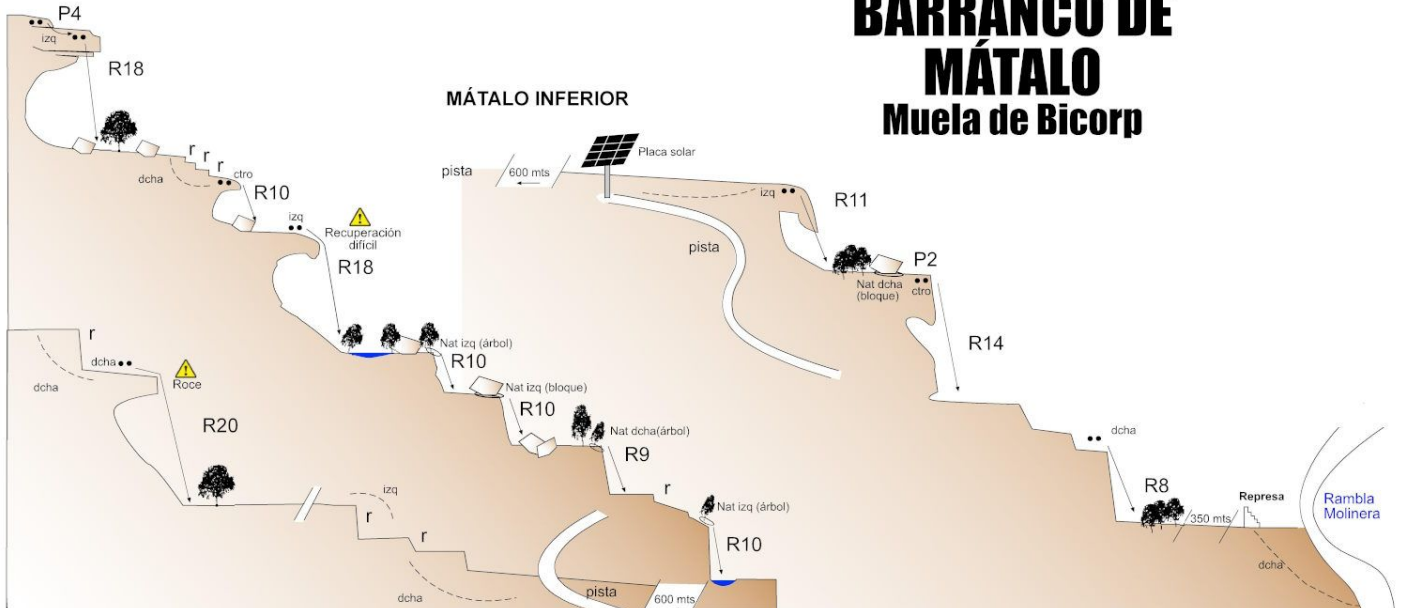 BARRANCO DE
MÁTALO
Muela de Bicorp
P4
izq
R18
r
r
r
dcha
ctro
R10
izq
Recuperación
difícil
R18
Nat izq (árbol)
R10
Nat izq (bloque)
R10
Nat dcha(árbol)
R9
r
Nat izq (árbol)
R10
r
dcha
dcha
Roce
R20
izq
r
r
dcha
pista
600 mts
MÁTALO INFERIOR
pista
600 mts
Placa solar
pista
izq
R11
Nat dcha
(bloque)
P2
ctro
R14
dcha
R8
350 mts
Represa
dcha
Rambla
Molinera